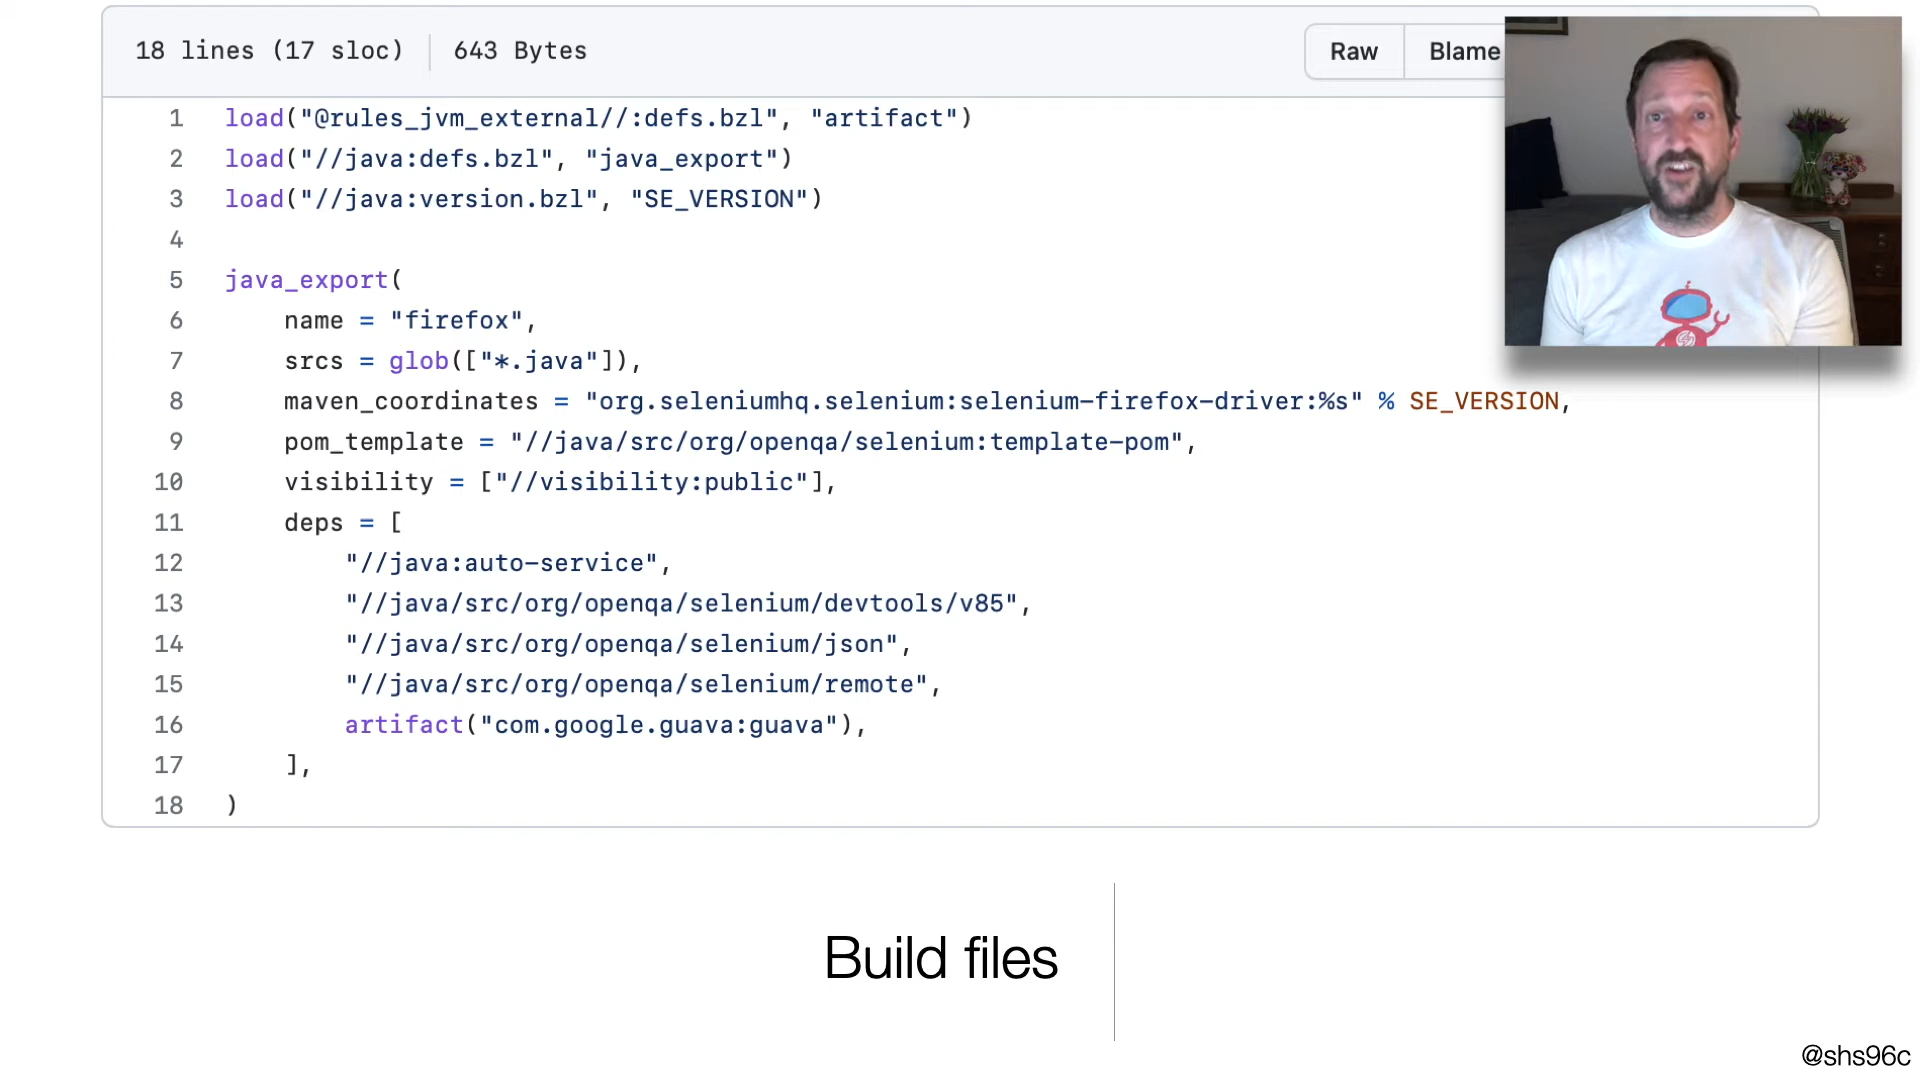 18 lines (17 sloc) 643 Bytes Raw Blame
1 load("@rules_jvm_external//:defs.bzl", "artifact")
2 load("//java:defs.bzl", "java_export")
3 load("//java:version.bzl", "SE_VERSION")
4
5 java_export(
6 name = "firefox",
7 srcs = glob(["*.java"]),
8 maven_coordinates = "org.seleniumhq.selenium:selenium-firefox-driver:%s" % SE_VERSION,
9 pom_template = "//java/src/org/openqa/selenium:template-pom",
10 visibility = ["//visibility:public"],
11 deps = [
12 "//java:auto-service",
13 "//java/src/org/openqa/selenium/devtools/v85",
14 "//java/src/org/openqa/selenium/json",
15 "//java/src/org/openqa/selenium/remote",
16 artifact("com.google.guava:guava"),
17 ],
18 )
Build files
@shs96c